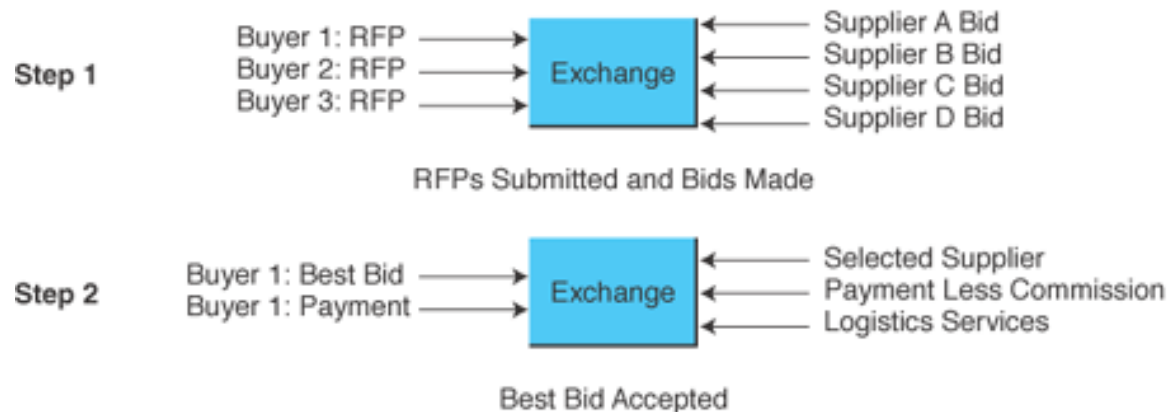 Step 1
Buyer 1: RFP
Buyer 2: RFP
Buyer 3: RFP
Exchange
Supplier A Bid
Supplier B Bid
Supplier C Bid
Supplier D Bid
RFPs Submitted and Bids Made
Step 2
Buyer 1: Best Bid
Buyer 1: Payment
Exchange
Selected Supplier
Payment Less Commission
Logistics Services
Best Bid Accepted